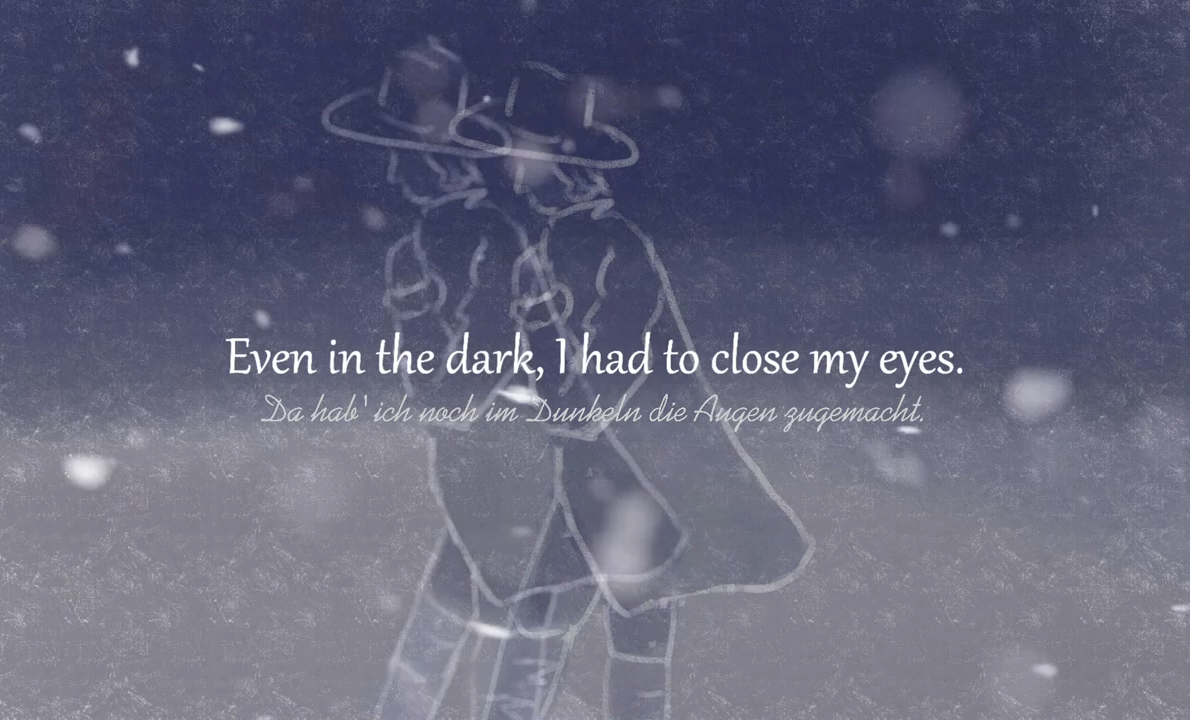 Even in the dark, I had to close my eyes.
Da hab' ich noch im Dunkeln die Augen zugemacht.